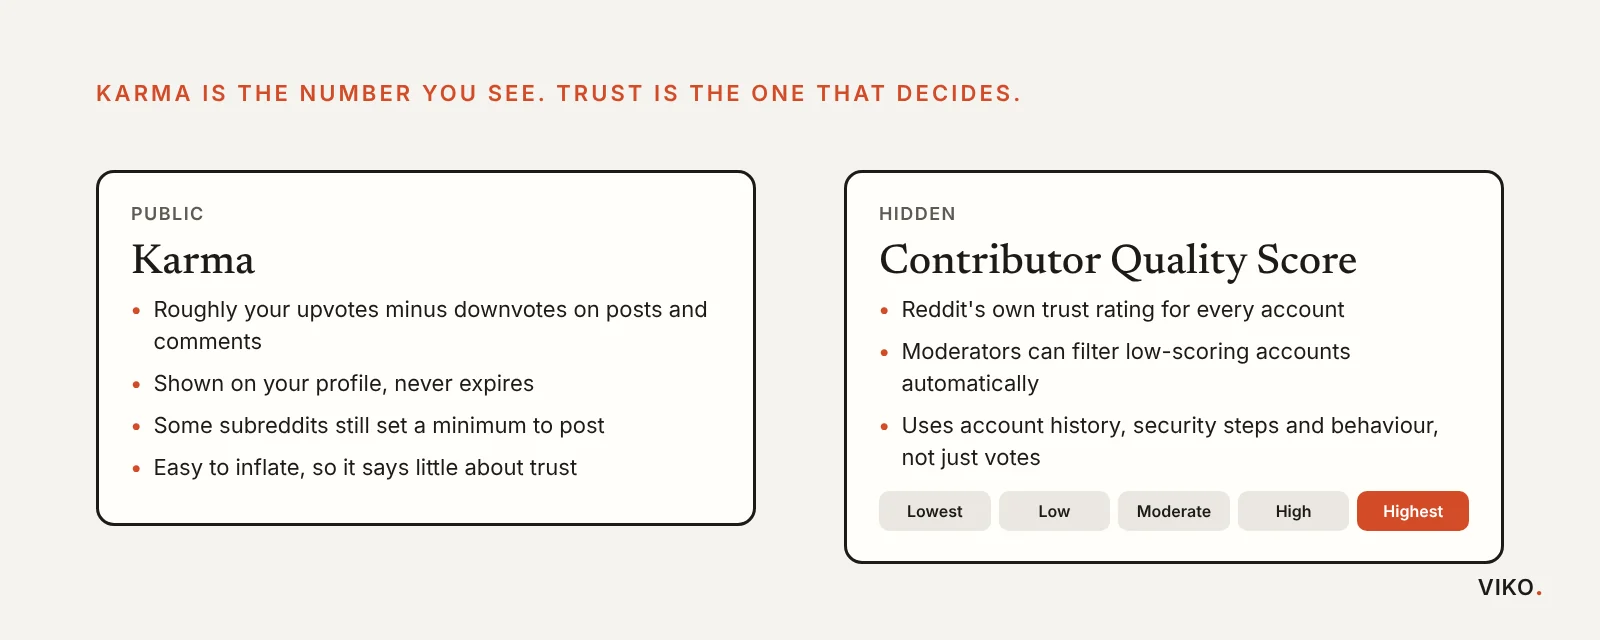 KARMA IS THE NUMBER YOU SEE. TRUST IS THE ONE THAT DECIDES.
PUBLIC
Karma
• Roughly your upvotes minus downvotes on posts and
comments
• Shown on your profile, never expires
• Some subreddits still set a minimum to post
• Easy to inflate, so it says little about trust
HIDDEN
Contributor Quality Score
• Reddit's own trust rating for every account
• Moderators can filter low-scoring accounts
automatically
• Uses account history, security steps and behaviour,
not just votes
Lowest Low Moderate High Highest
VIKO.